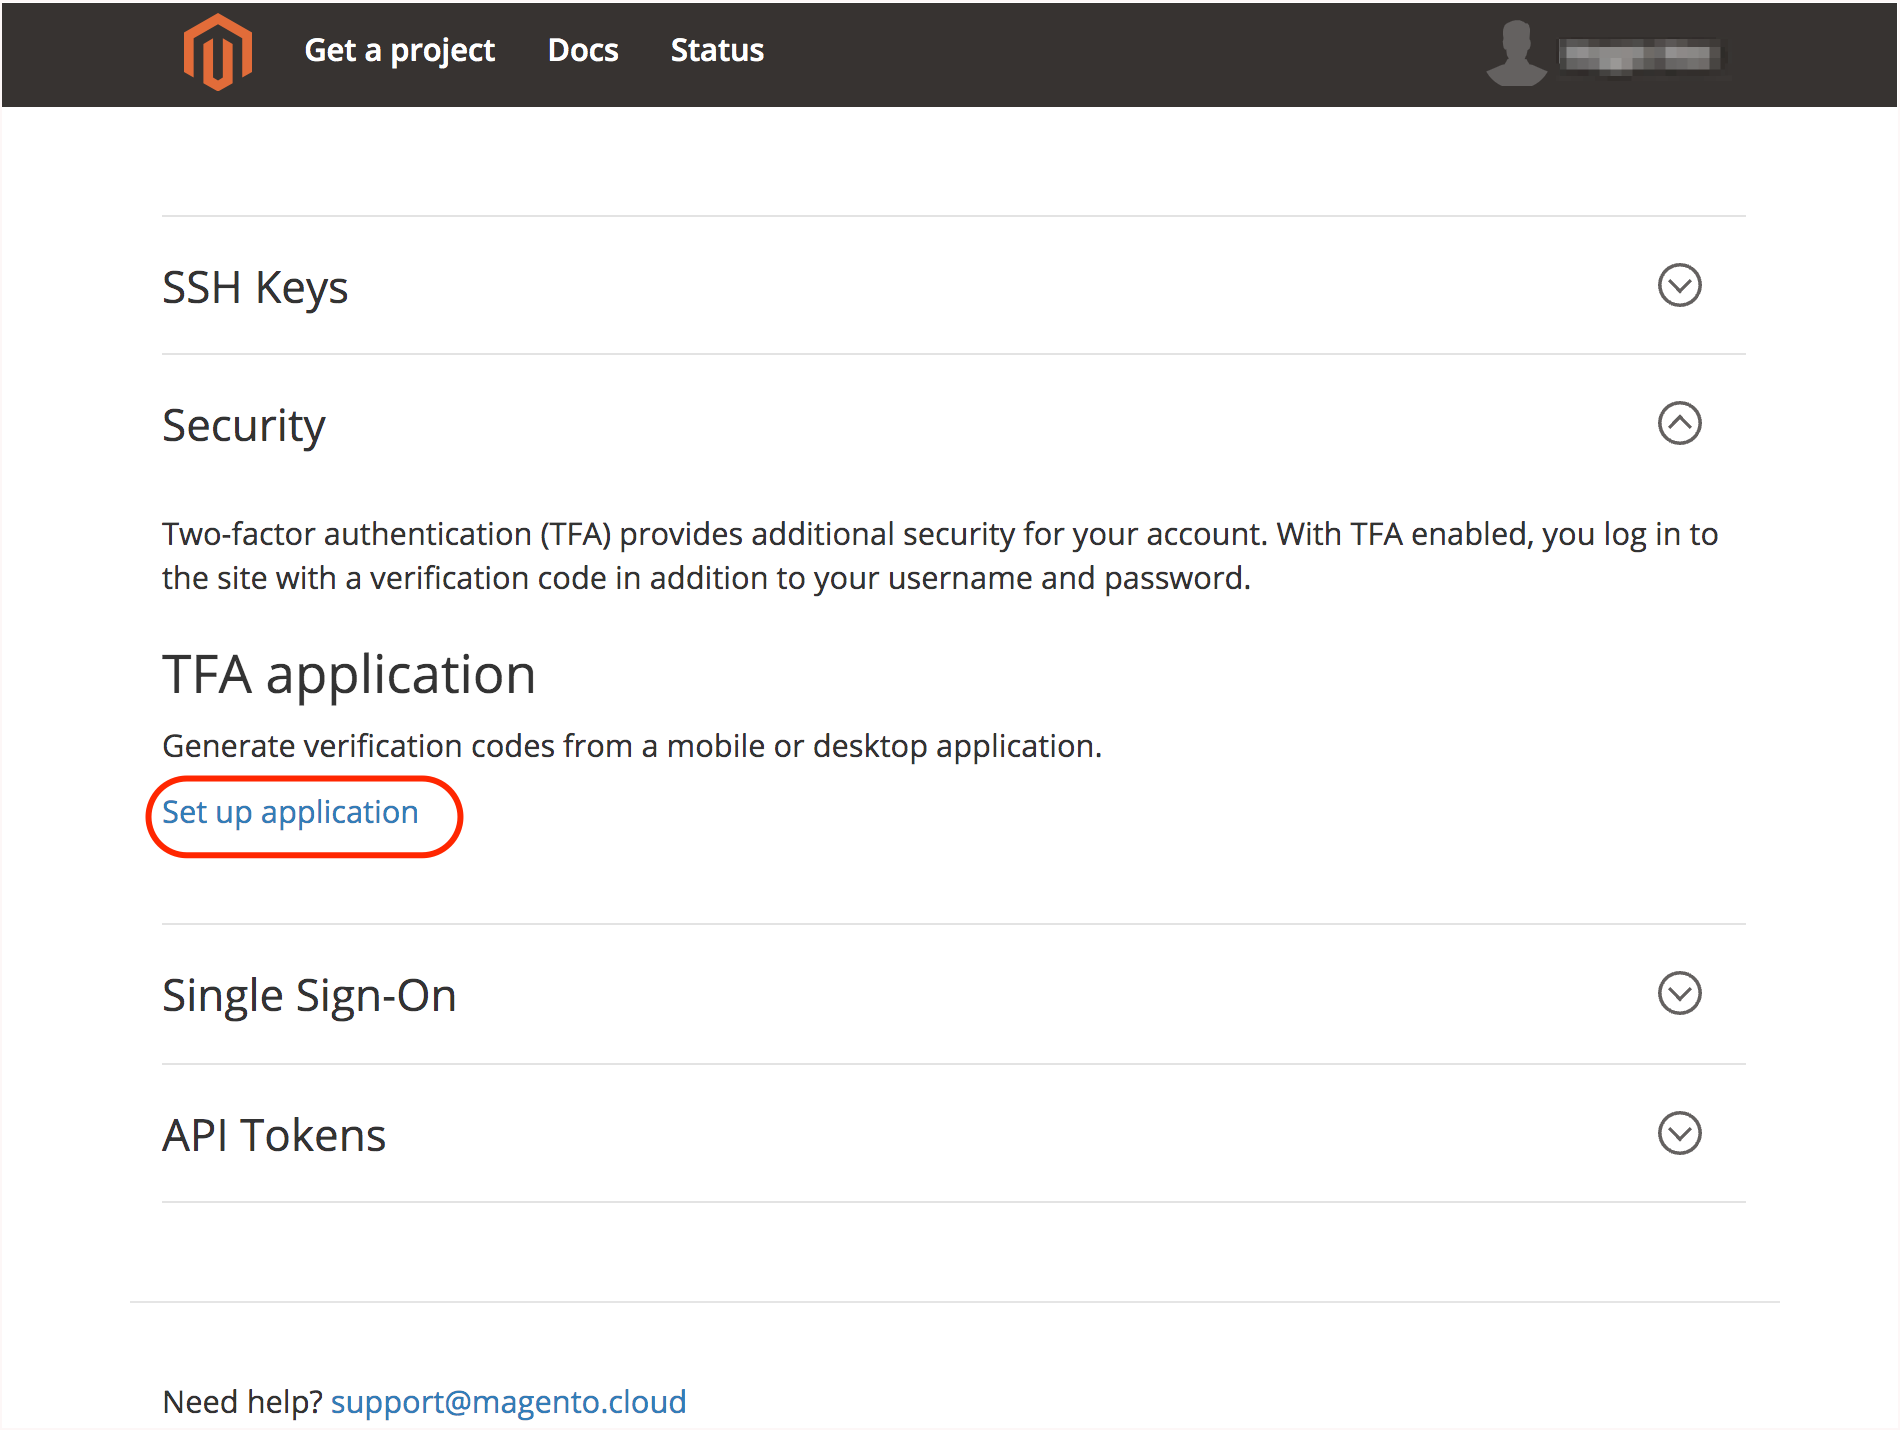 Get a project Docs Status
SSH Keys
Security
Two-factor authentication (TFA) provides additional security for your account. With TFA enabled, you log in to
the site with a verification code in addition to your username and password.
TFA application
Generate verification codes from a mobile or desktop application.
Set up application
Single Sign-On
API Tokens
Need help? support@magento.cloud